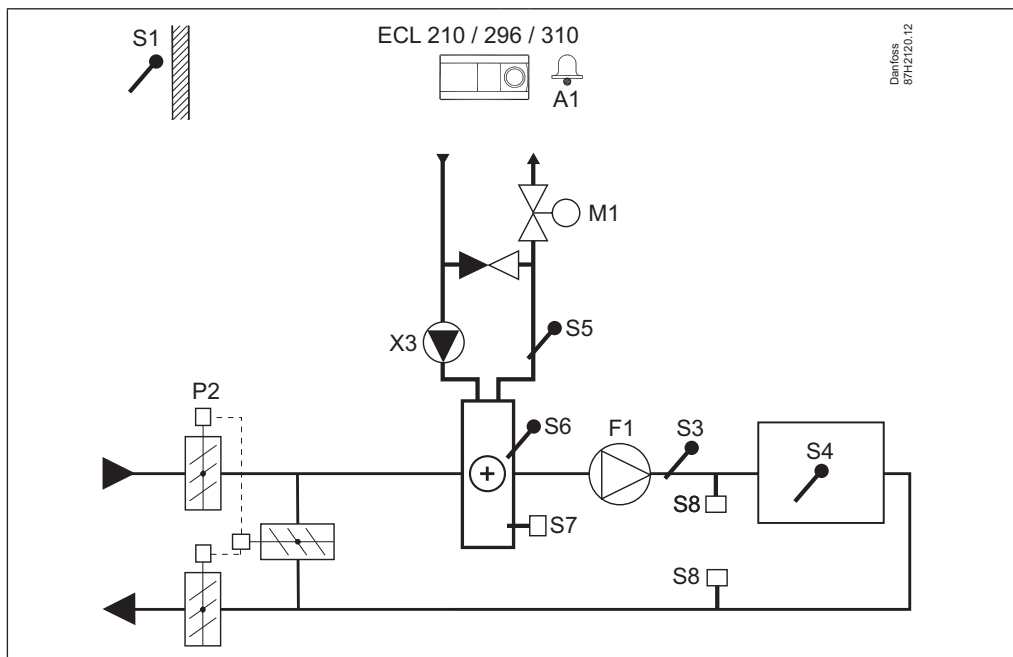 S1
ECL 210 / 296 / 310
A1
Danfoss
87H2120.12
M1
X3
S5
P2
S6
F1
S3
S4
S8
S7
S8